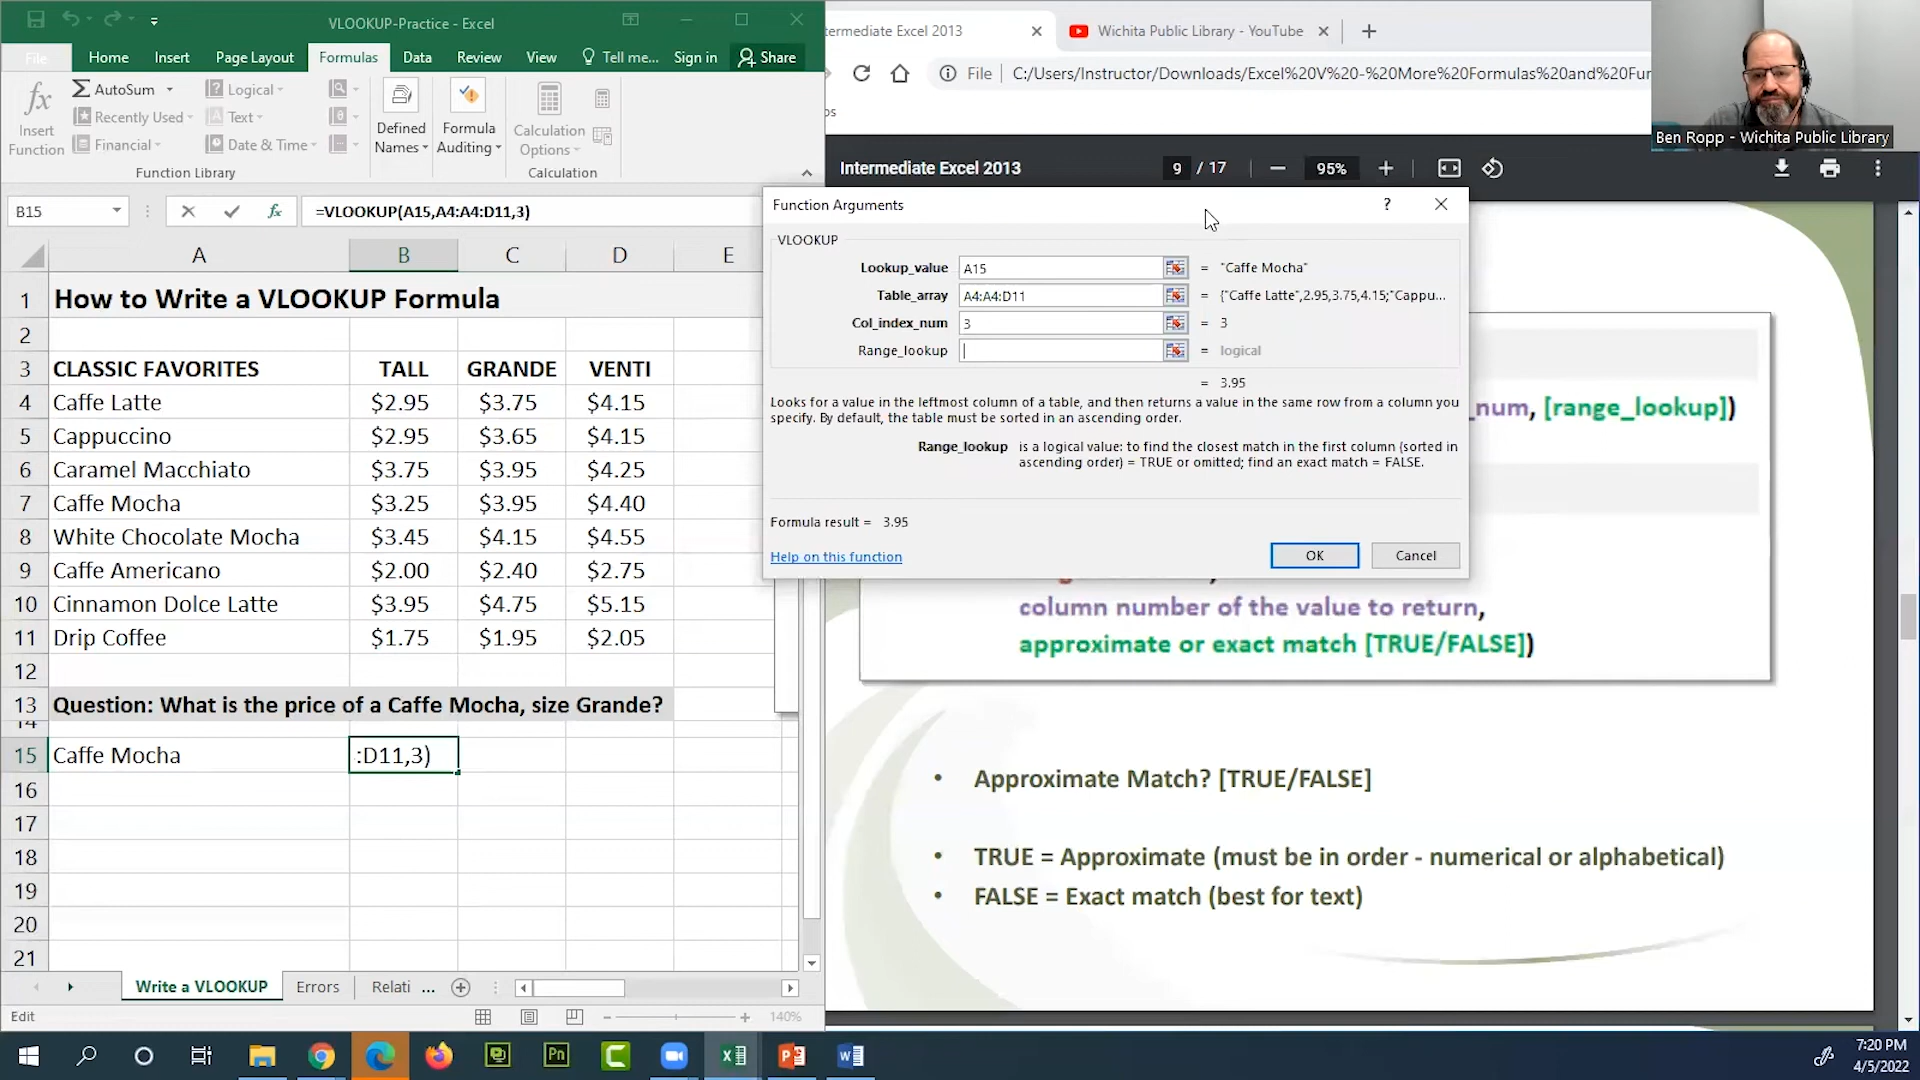 VLOOKUP-Practice - Excel
File
Home
Insert
Page Layout
Formulas
Data
Review
View
Tell me...
Sign in
Share
fx
Insert
Function
AutoSum
Recently Used
Financial
Logical
Text
Date & Time
Function Library
Defined
Names
Formula
Auditing
Calculation
Options
Calculation
B15
fx
=VLOOKUP(A15,A4:A4:D11,3)
A B C D E
1 How to Write a VLOOKUP Formula
2
3 CLASSIC FAVORITES TALL GRANDE VENTI
4 Caffe Latte $2.95 $3.75 $4.15
5 Cappuccino $2.95 $3.65 $4.15
6 Caramel Macchiato $3.75 $3.95 $4.25
7 Caffe Mocha $3.25 $3.95 $4.40
8 White Chocolate Mocha $3.45 $4.15 $4.55
9 Caffe Americano $2.00 $2.40 $2.75
10 Cinnamon Dolce Latte $3.95 $4.75 $5.15
11 Drip Coffee $1.75 $1.95 $2.05
12
13 Question: What is the price of a Caffe Mocha, size Grande?
14
15 Caffe Mocha :D11,3)
16
17
18
19
20
21
Write a VLOOKUP
Errors
Relati ...
Edit
140%
termediate Excel 2013
Wichita Public Library - YouTube
File
C:/Users/Instructor/Downloads/Excel%20V%20-%20More%20Formulas%20and%20Fur
ps
Ben Ropp - Wichita Public Library
Intermediate Excel 2013
9 / 17
95%
Function Arguments
?
VLOOKUP
Lookup_value A15 = "Caffe Mocha"
Table_array A4:A4:D11 = {"Caffe Latte",2.95,3.75,4.15;"Cappu...
Col_index_num 3 = 3
Range_lookup = logical
= 3.95
Looks for a value in the leftmost column of a table, and then returns a value in the same row from a column you
specify. By default, the table must be sorted in an ascending order.
Range_lookup is a logical value: to find the closest match in the first column (sorted in
ascending order) = TRUE or omitted; find an exact match = FALSE.
Formula result = 3.95
Help on this function
OK
Cancel
_num, [range_lookup])
column number of the value to return,
approximate or exact match [TRUE/FALSE])
• Approximate Match? [TRUE/FALSE]
• TRUE = Approximate (must be in order - numerical or alphabetical)
• FALSE = Exact match (best for text)
Pn
7:20 PM
4/5/2022